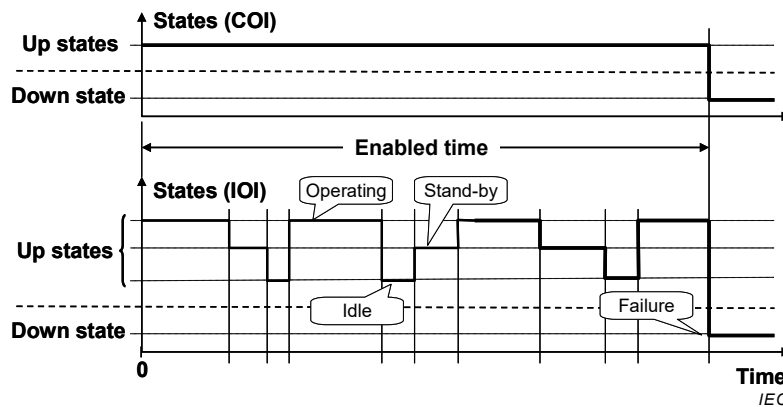 States (COI)
Up states
Down state
Enabled time
States (IOI)
Operating
Stand-by
Up states
Idle
Failure
Down state
0
Time
IEC